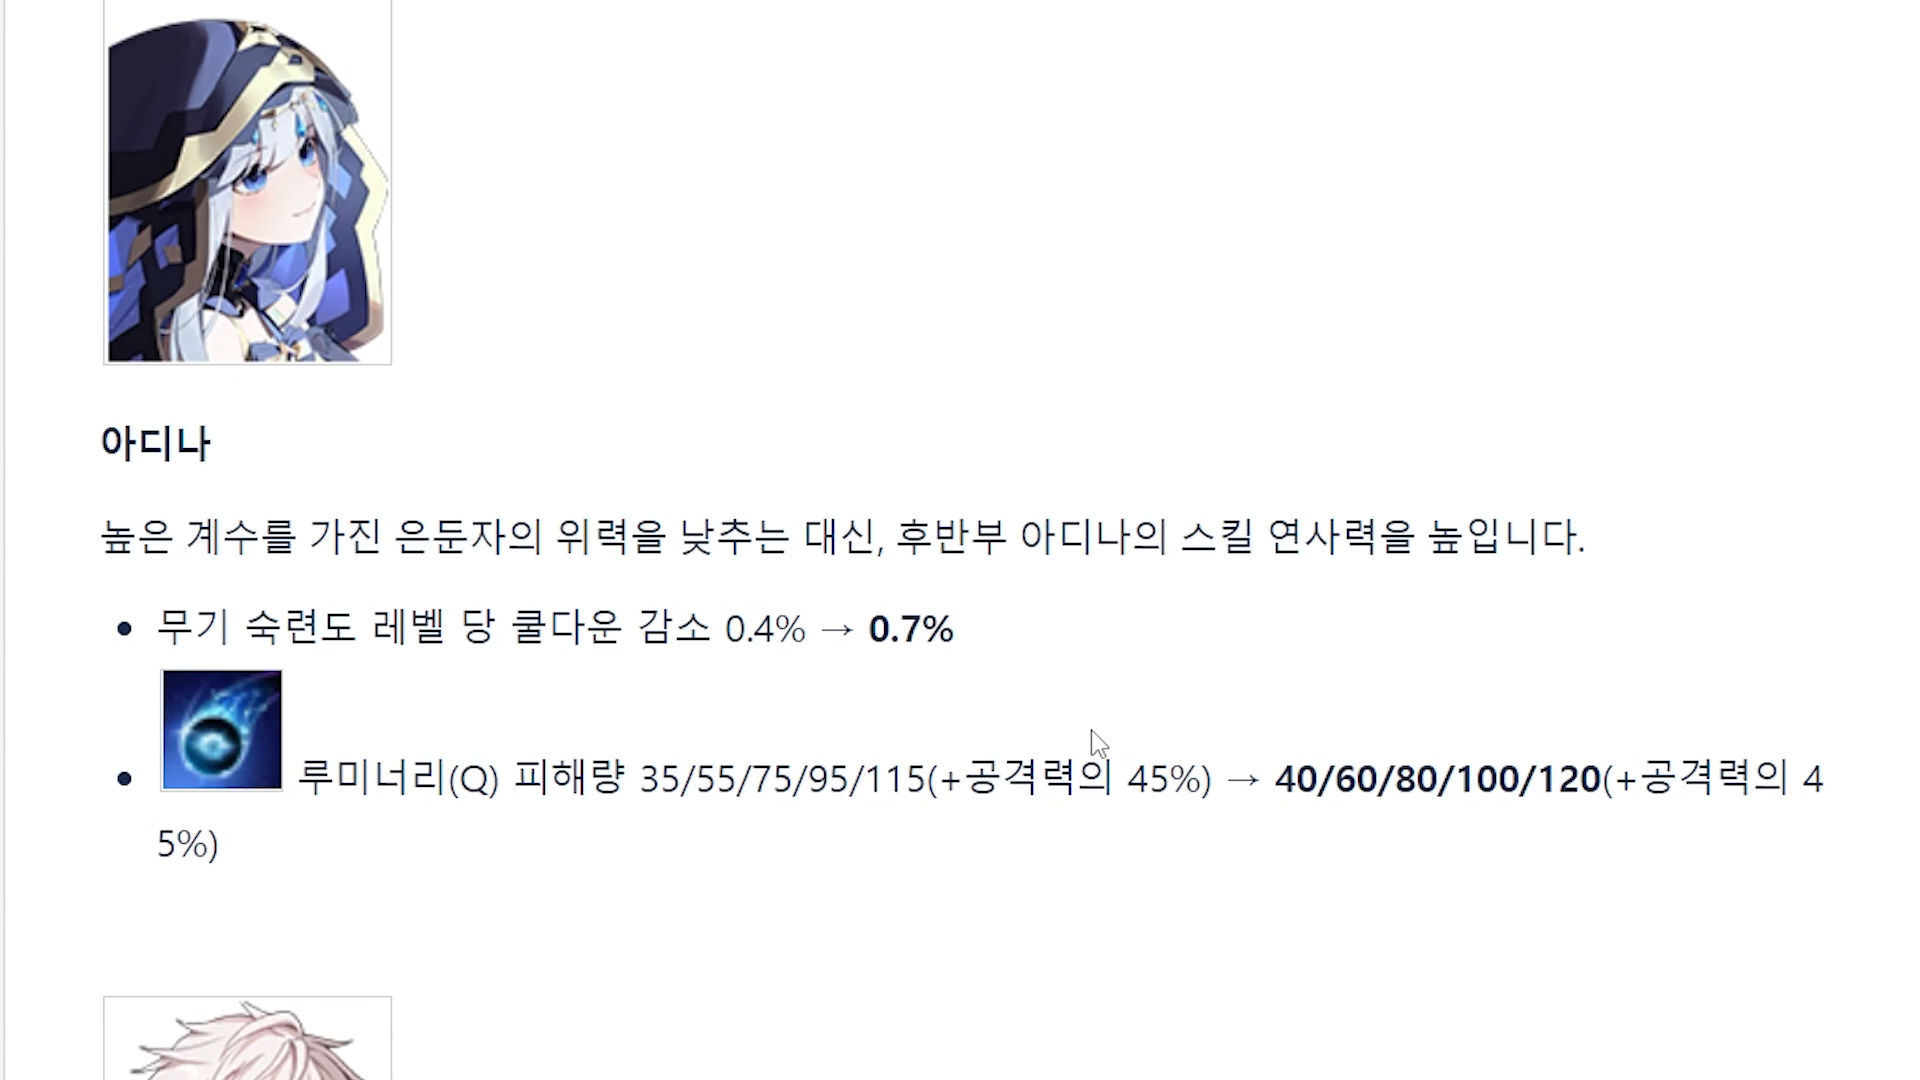 아디나
높은 계수를 가진 은둔자의 위력을 낮추는 대신, 후반부 아디나의 스킬 연사력을 높입니다.
• 무기 숙련도 레벨 당 쿨다운 감소 0.4% → 0.7%
• 루미너리(Q) 피해량 35/55/75/95/115(+공격력의 45%) → 40/60/80/100/120(+공격력의 4
5%)